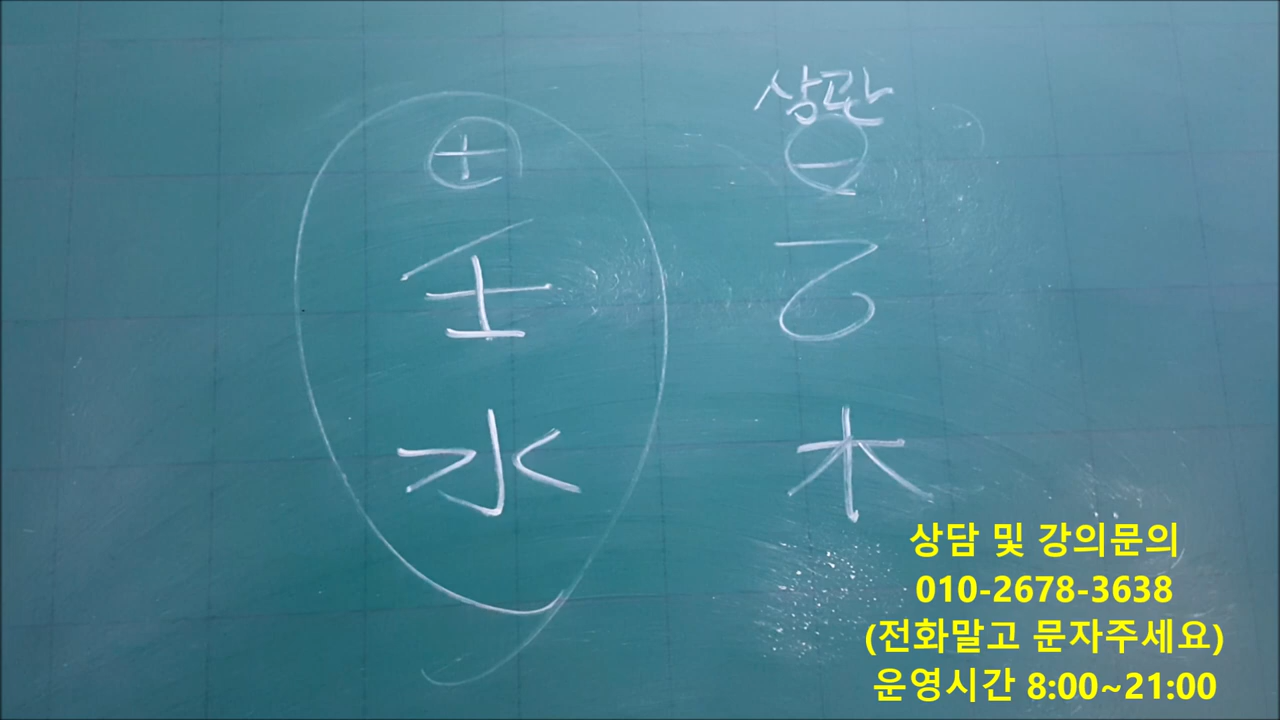 상관
⊕ ⊖
壬 乙
水 木
상담 및 강의문의
010-2678-3638
(전화말고 문자주세요)
운영시간 8:00~21:00